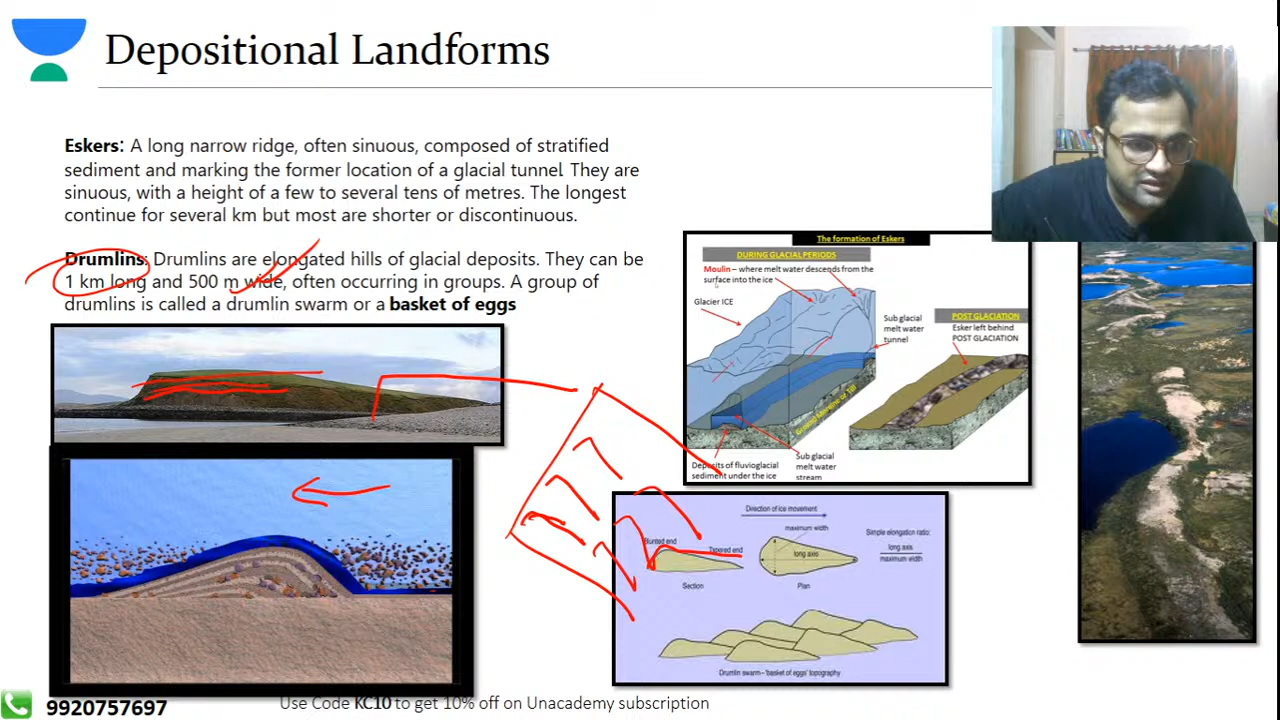 Depositional Landforms
Eskers: A long narrow ridge, often sinuous, composed of stratified
sediment and marking the former location of a glacial tunnel They are
sinuous, with a height of a few to several tens of metres. The longest
continue for several km but most are shorter or discontinuous.
Drumlins: Drumlins are elongated hills of glacial deposits. They can be
1 km long and 500 m wide, often occurring in groups. A group of
drumlins is called a drumlin swarm or a basket of eggs
The formation of Eskers
DURING GLACIAL PERIODS
Moulin – where melt water descends from the
surface into the ice
Glacier ICE
Sub glacial
melt water
tunnel
POST GLACIATION
Esker left behind
POST GLACIATION
Ground Moraine or Till
Deposits of fluvioglacial
sediment under the ice
Sub glacial
melt water
stream
Direction of ice movement
maximum width
Blunted end
Tapered end
long axis
Simple elongation ratio:
long axis
maximum width
Section
Plan
Drumlin swarm–'basket of eggs' topography
9920757697
Use Code KC10 to get 10% off on Unacademy subscription